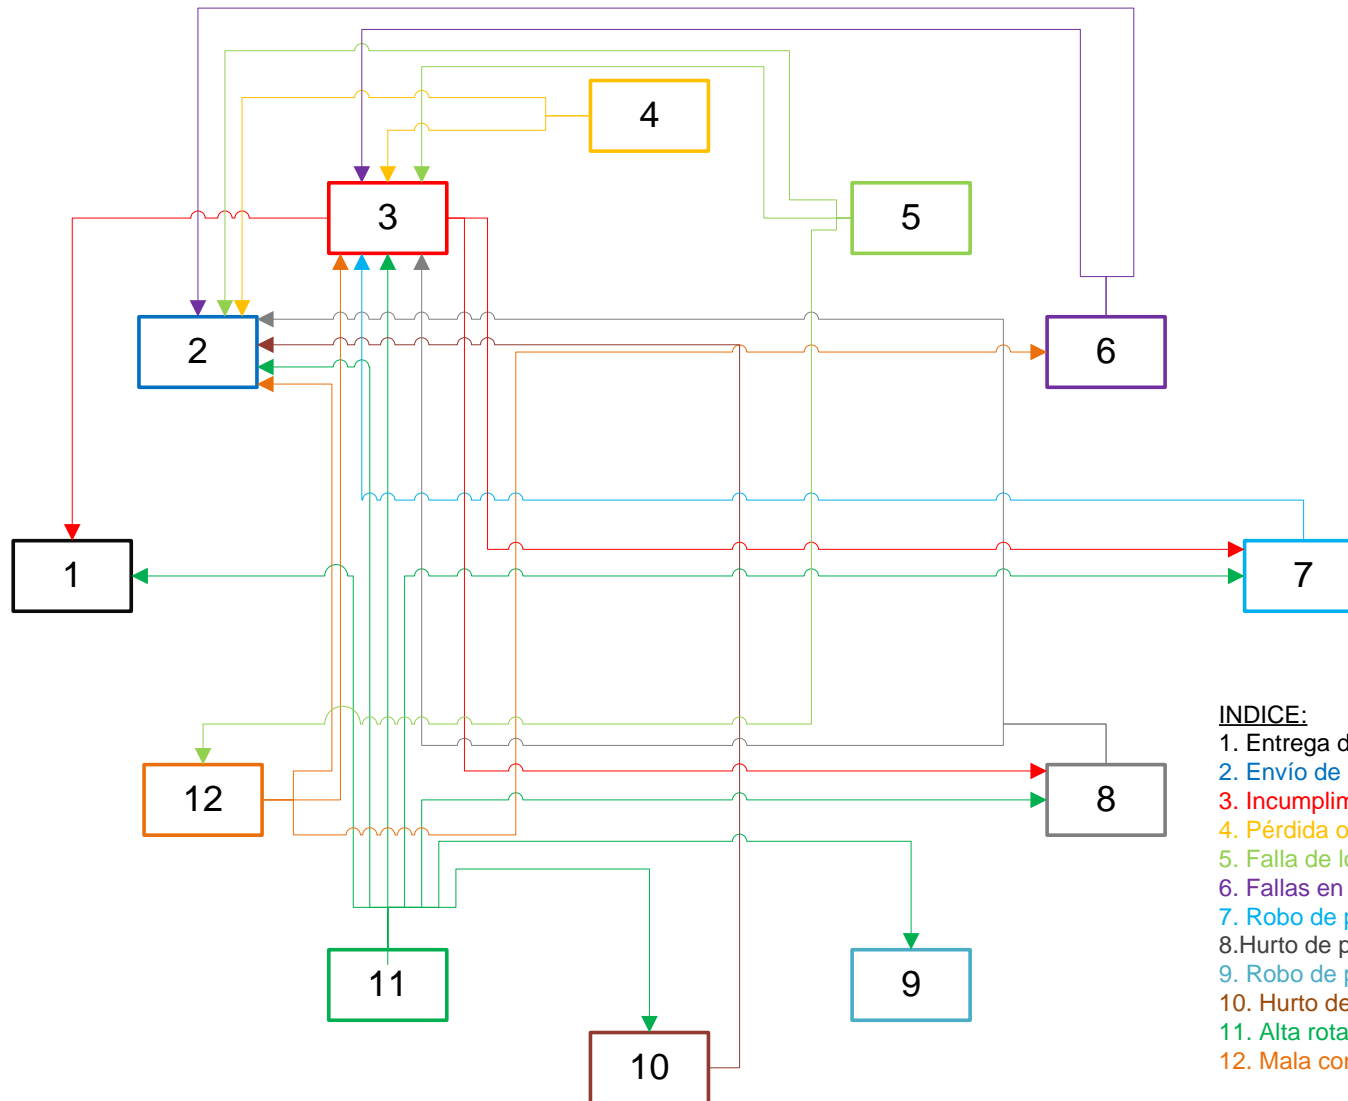 4
3
5
2
6
1
7
12
8
11
9
10
INDICE:
1. Entrega d
2. Envío de
3. Incumplim
4. Pérdida o
5. Falla de lo
6. Fallas en
7. Robo de p
8.Hurto de p
9. Robo de p
10. Hurto de
11. Alta rota
12. Mala con